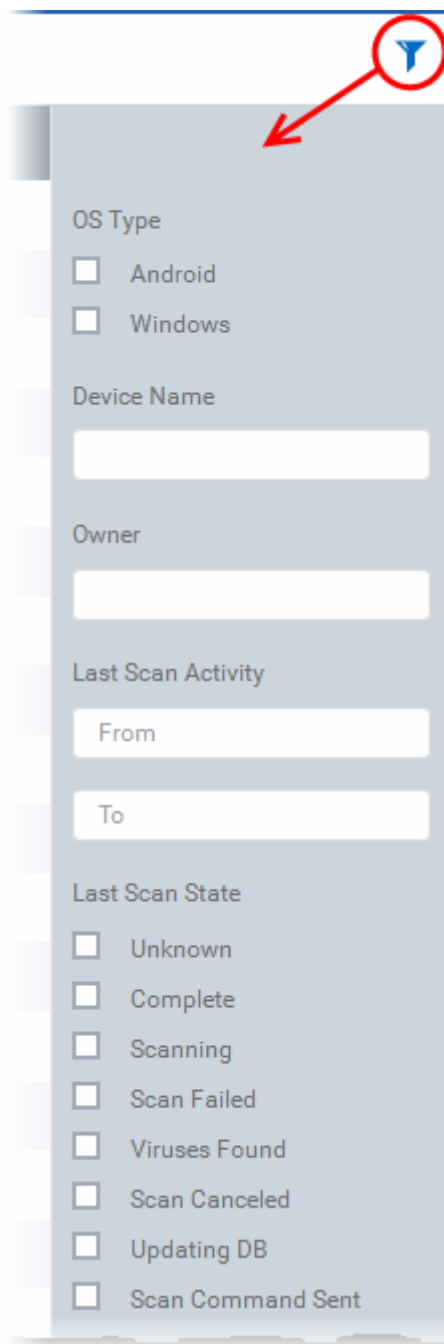 OS Type
Android
Windows
Device Name
Owner
Last Scan Activity
From
To
Last Scan State
Unknown
Complete
Scanning
Scan Failed
Viruses Found
Scan Canceled
Updating DB
Scan Command Sent